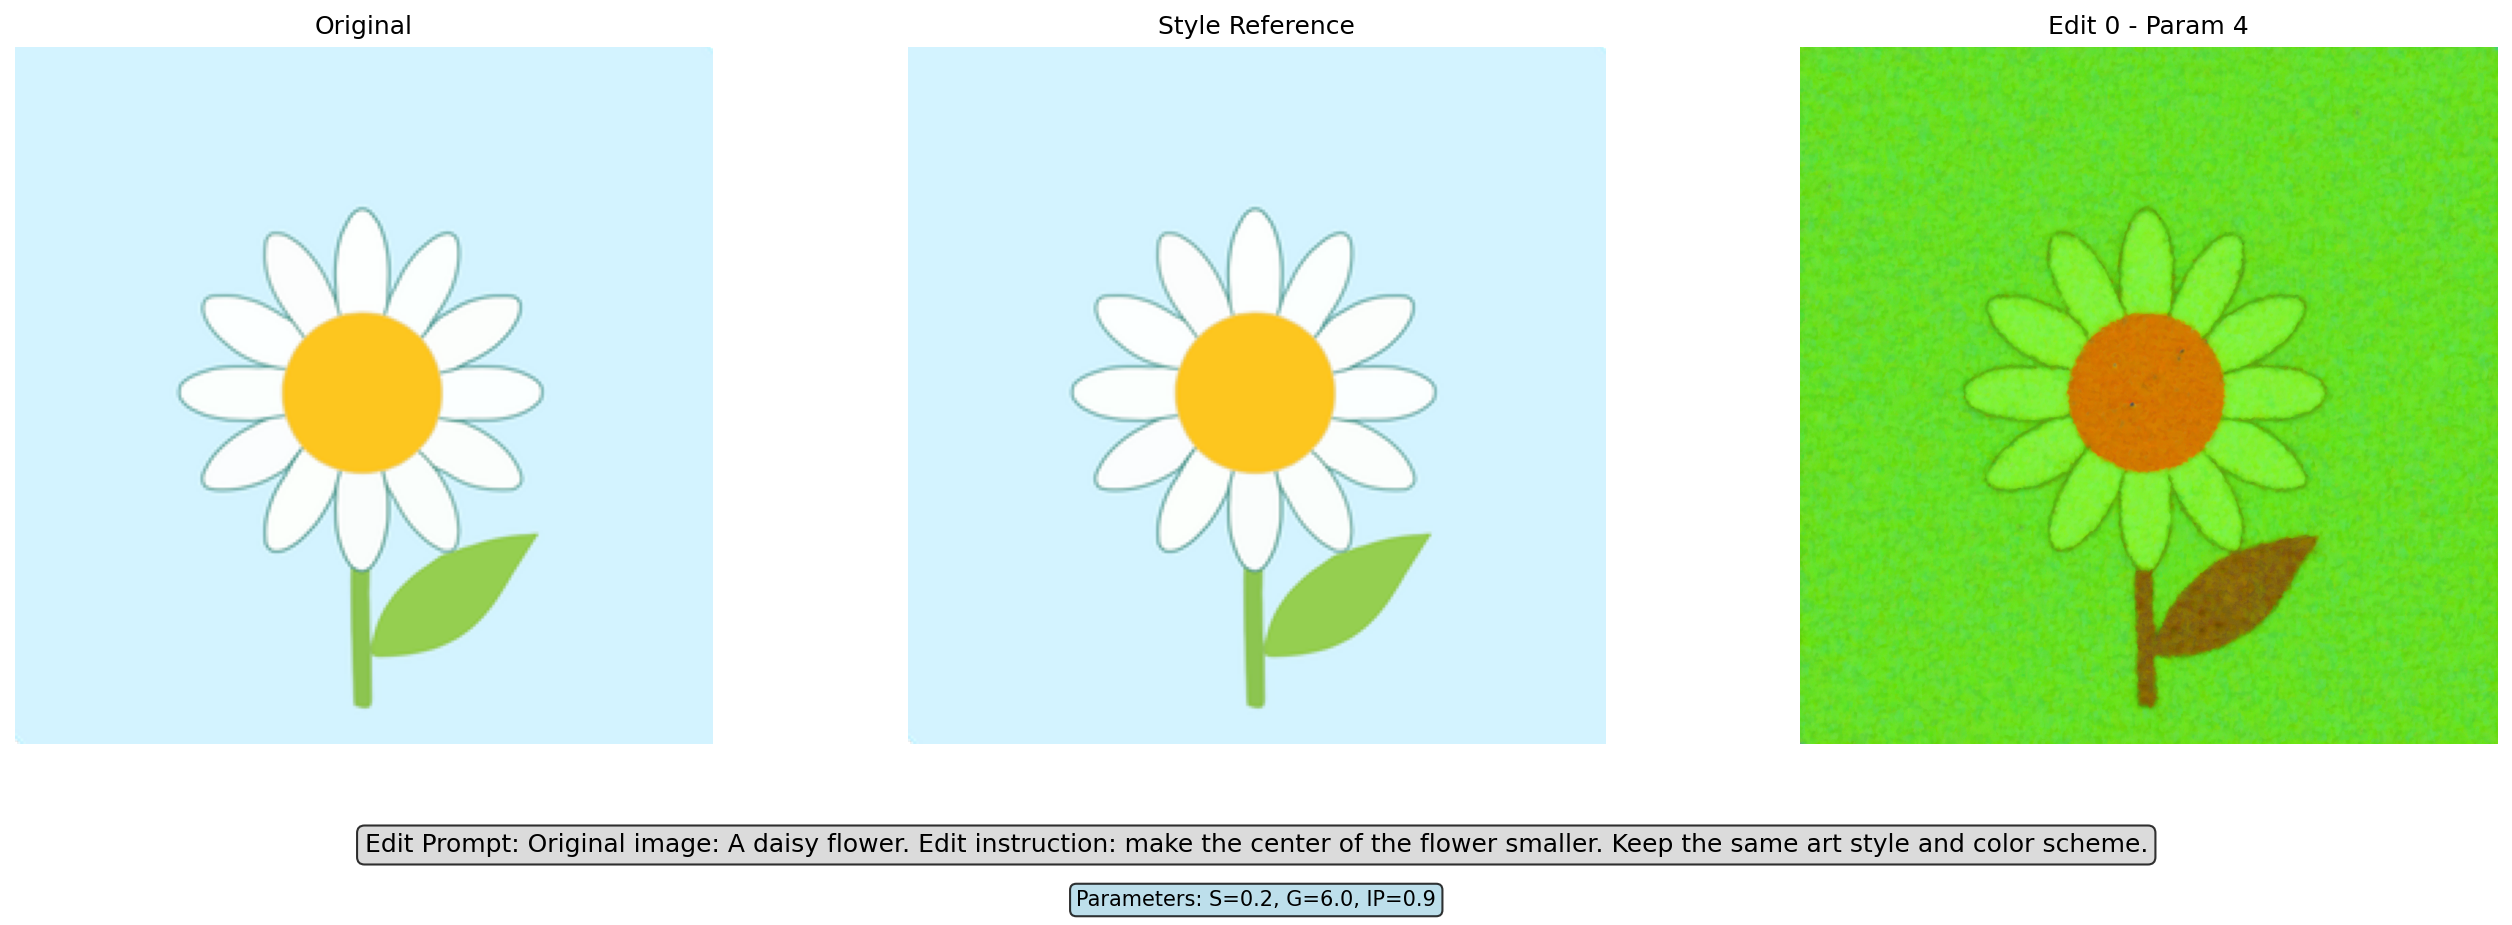 Original
Style Reference
Edit 0 - Param 4
Edit Prompt: Original image: A daisy flower. Edit instruction: make the center of the flower smaller. Keep the same art style and color scheme.
Parameters: S=0.2, G=6.0, IP=0.9